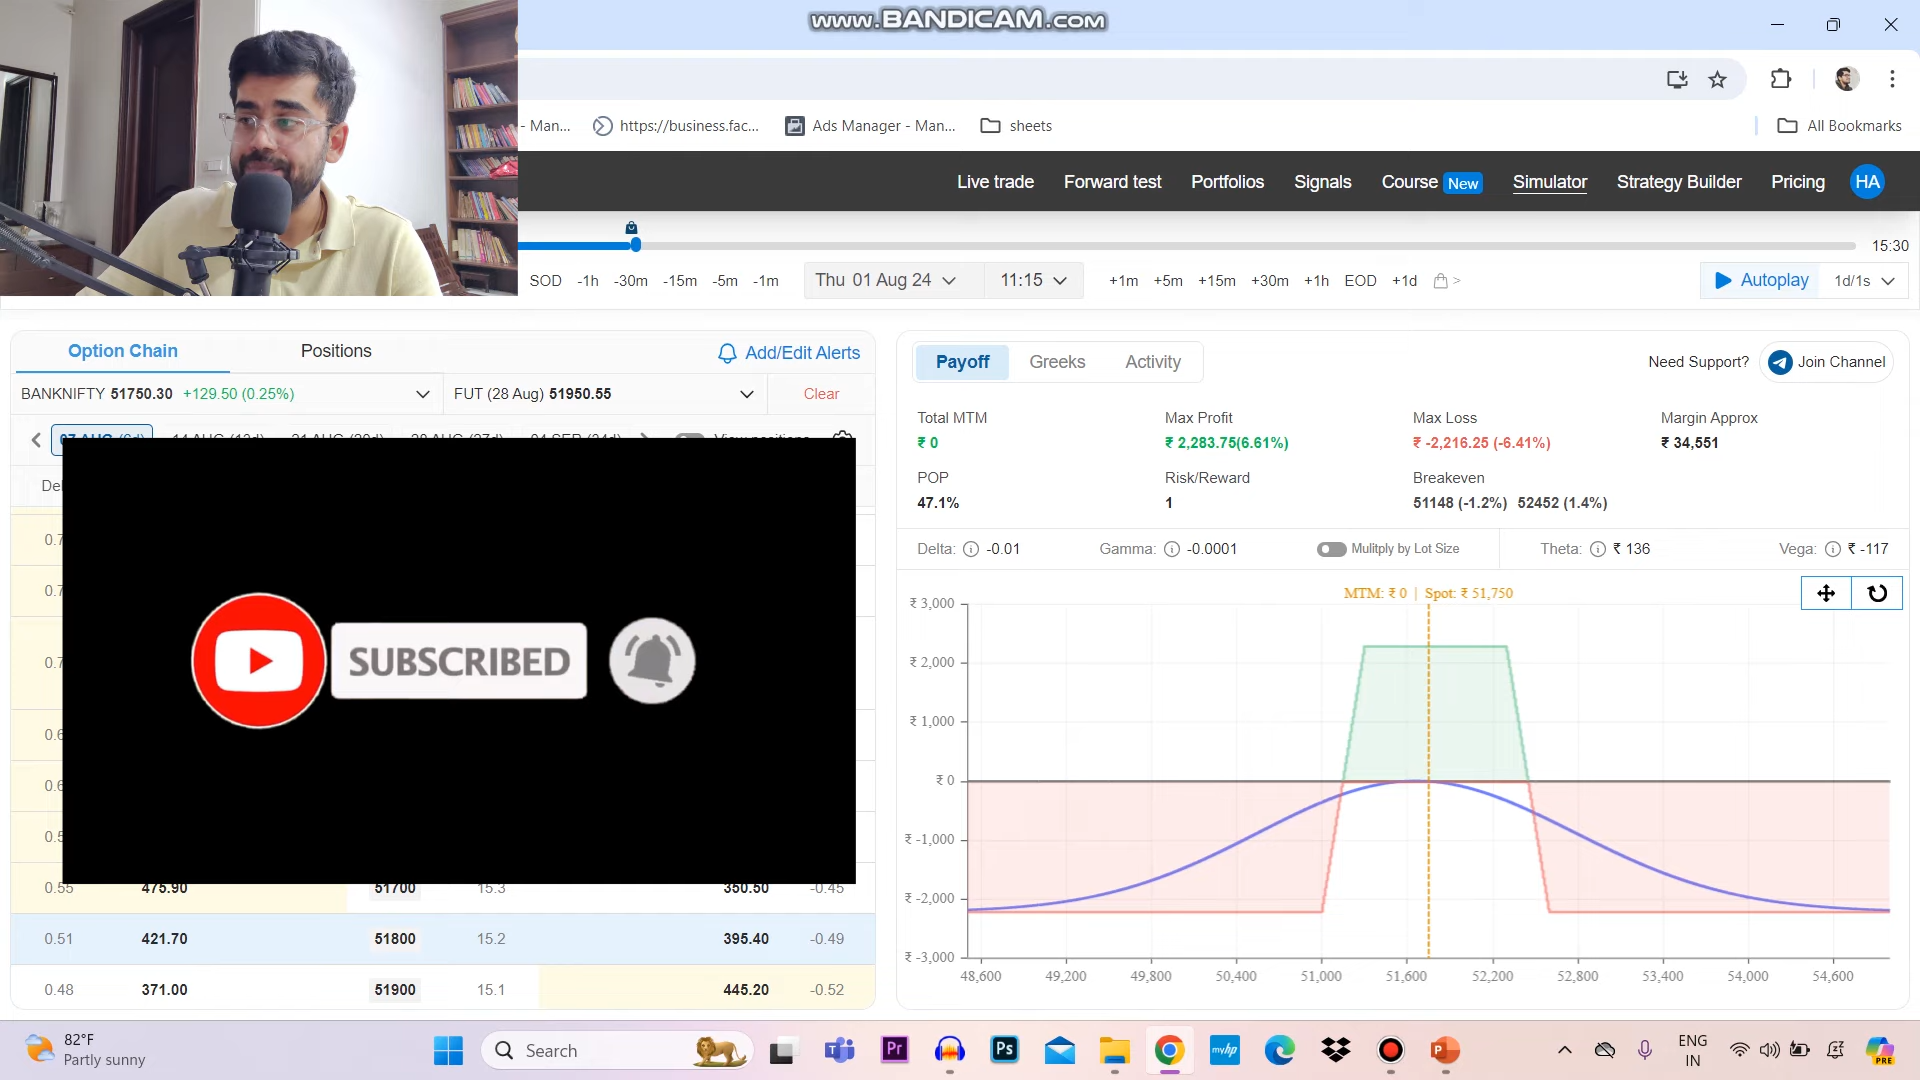 www.BANDICAM.com
- Man...
https://business.fac...
Ads Manager - Man...
sheets
All Bookmarks
Live trade
Forward test
Portfolios
Signals
Course New
Simulator
Strategy Builder
Pricing
HA
15:30
SOD -1h -30m -15m -5m -1m
Thu 01 Aug 24
11:15
+1m +5m +15m +30m +1h EOD +1d >
Autoplay
1d/1s
Option Chain
Positions
Add/Edit Alerts
BANKNIFTY 51750.30 +129.50 (0.25%)
FUT (28 Aug) 51950.55
Clear
SUBSCRIBED
0.55 475.90 51700 15.3 350.50 -0.45
0.51 421.70 51800 15.2 395.40 -0.49
0.48 371.00 51900 15.1 445.20 -0.52
Payoff
Greeks
Activity
Need Support?
Join Channel
Total MTM
₹ 0
Max Profit
₹ 2,283.75(6.61%)
Max Loss
₹ -2,216.25 (-6.41%)
Margin Approx
₹ 34,551
POP
47.1%
Risk/Reward
1
Breakeven
51148 (-1.2%) 52452 (1.4%)
Delta: -0.01
Gamma: -0.0001
Mulitply by Lot Size
Theta: ₹ 136
Vega: ₹ -117
MTM: ₹ 0 | Spot: ₹ 51,750
₹ 3,000
₹ 2,000
₹ 1,000
₹ 0
₹ -1,000
₹ -2,000
₹ -3,000
48,600 49,200 49,800 50,400 51,000 51,600 52,200 52,800 53,400 54,000 54,600
82°F
Partly sunny
Search
Pr
Ps
myhp
ENG
IN
PRE